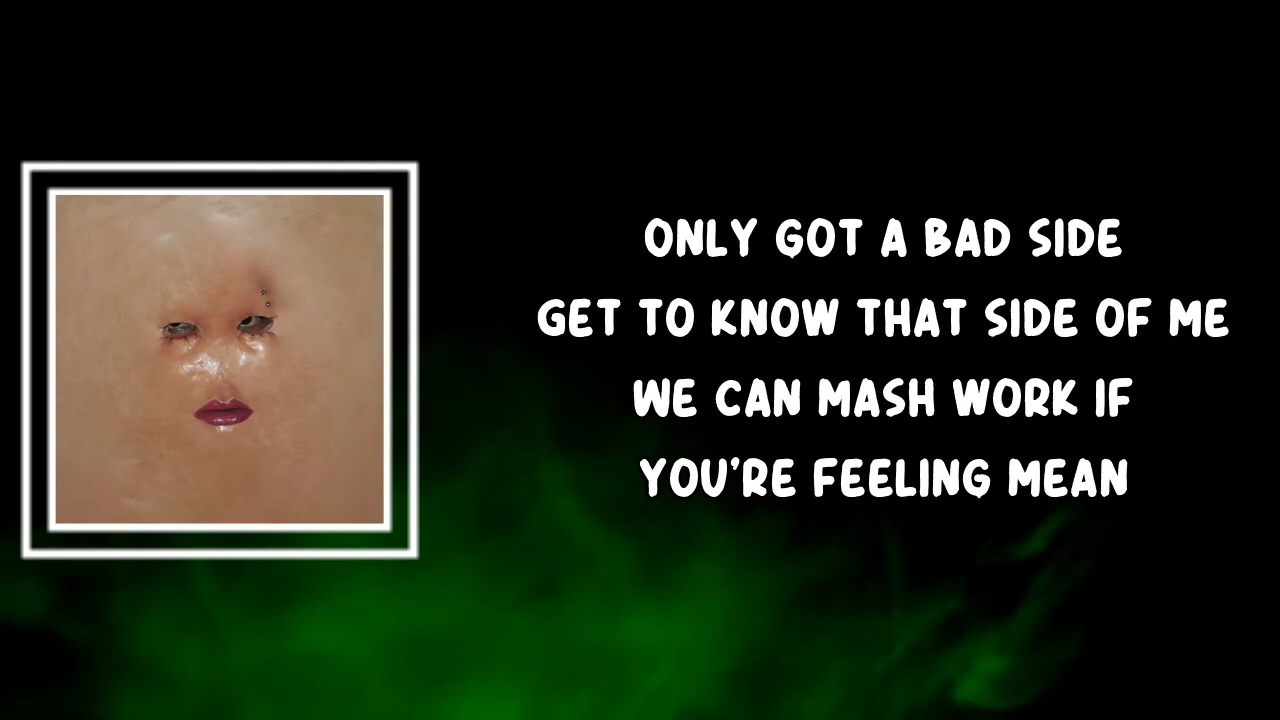 ONLY GOT A BAD SIDE
GET TO KNOW THAT SIDE OF ME
WE CAN MASH WORK IF
YOU'RE FEELING MEAN